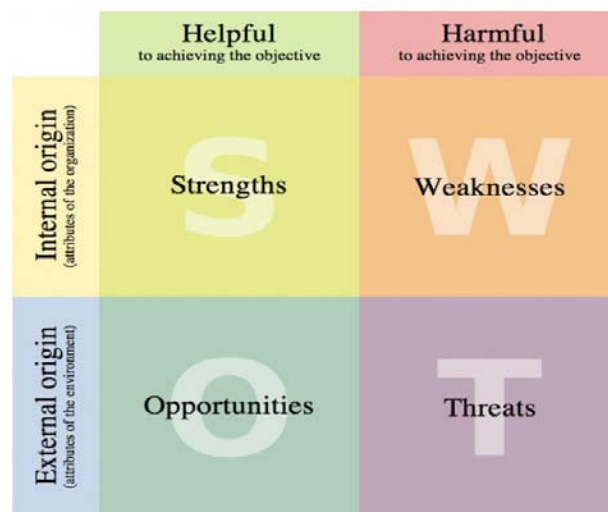 Helpful
to achieving the objective
Harmful
to achieving the objective
Internal origin
(attributes of the organization)
S
Strengths
W
Weaknesses
External origin
(attributes of the environment)
O
Opportunities
T
Threats